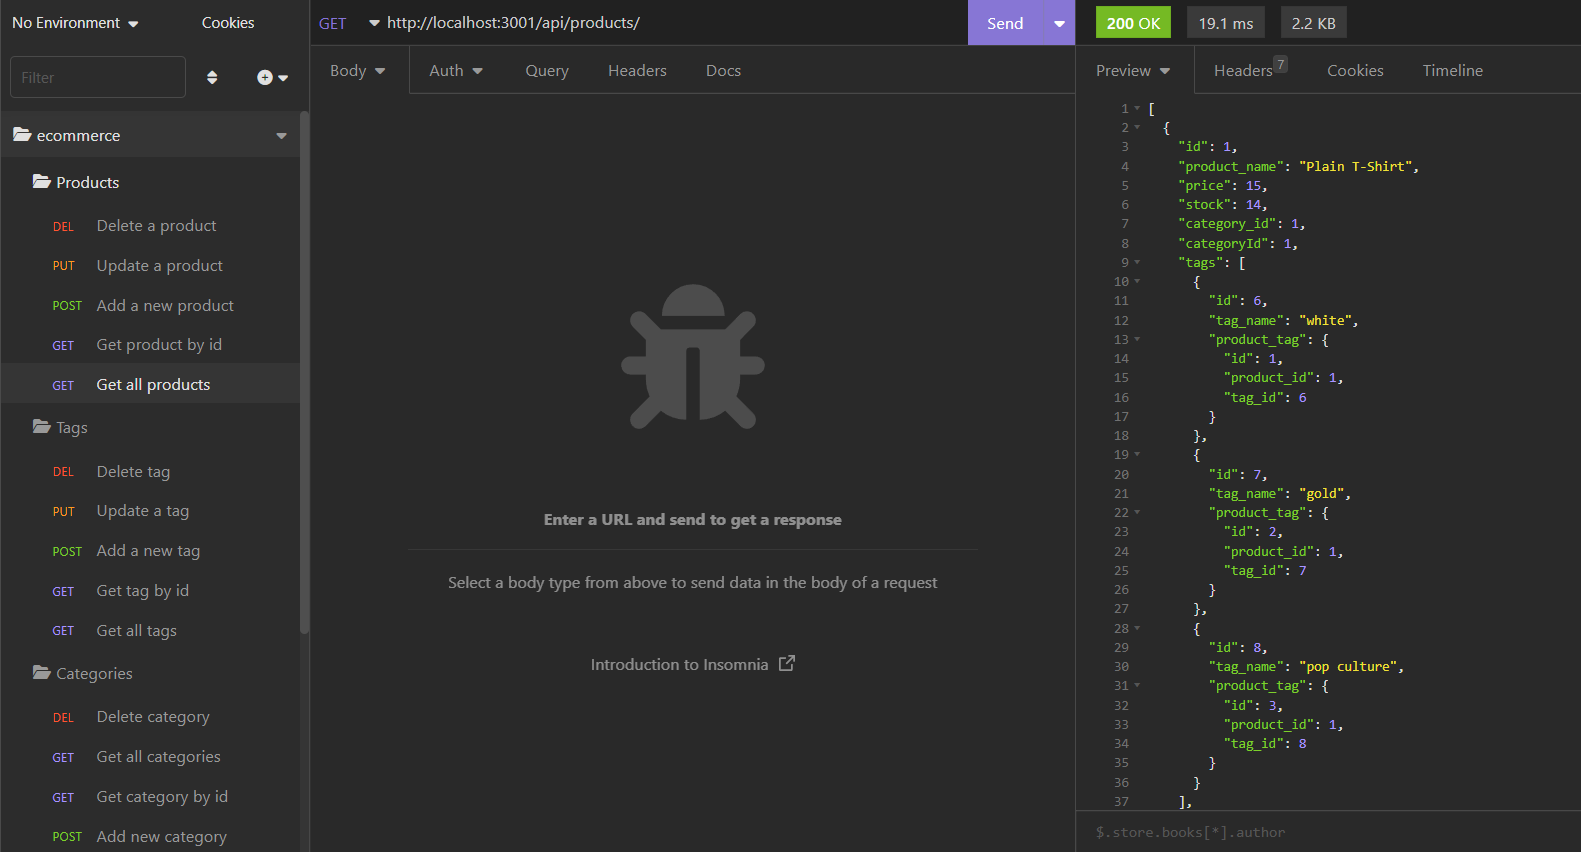 No Environment
Cookies
Filter
ecommerce
Products
DEL Delete a product
PUT Update a product
POST Add a new product
GET Get product by id
GET Get all products
Tags
DEL Delete tag
PUT Update a tag
POST Add a new tag
GET Get tag by id
GET Get all tags
Categories
DEL Delete category
GET Get all categories
GET Get category by id
POST Add new category
GET http://localhost:3001/api/products/ Send
Body Auth Query Headers Docs
Enter a URL and send to get a response
Select a body type from above to send data in the body of a request
Introduction to Insomnia
200 OK 19.1 ms 2.2 KB
Preview Headers 7 Cookies Timeline
1 [
2 {
3 "id": 1,
4 "product_name": "Plain T-Shirt",
5 "price": 15,
6 "stock": 14,
7 "category_id": 1,
8 "categoryId": 1,
9 "tags": [
10 {
11 "id": 6,
12 "tag_name": "white",
13 "product_tag": {
14 "id": 1,
15 "product_id": 1,
16 "tag_id": 6
17 }
18 },
19 {
20 "id": 7,
21 "tag_name": "gold",
22 "product_tag": {
23 "id": 2,
24 "product_id": 1,
25 "tag_id": 7
26 }
27 },
28 {
29 "id": 8,
30 "tag_name": "pop culture",
31 "product_tag": {
32 "id": 3,
33 "product_id": 1,
34 "tag_id": 8
35 }
36 }
37 ],
$.store.books[*].author